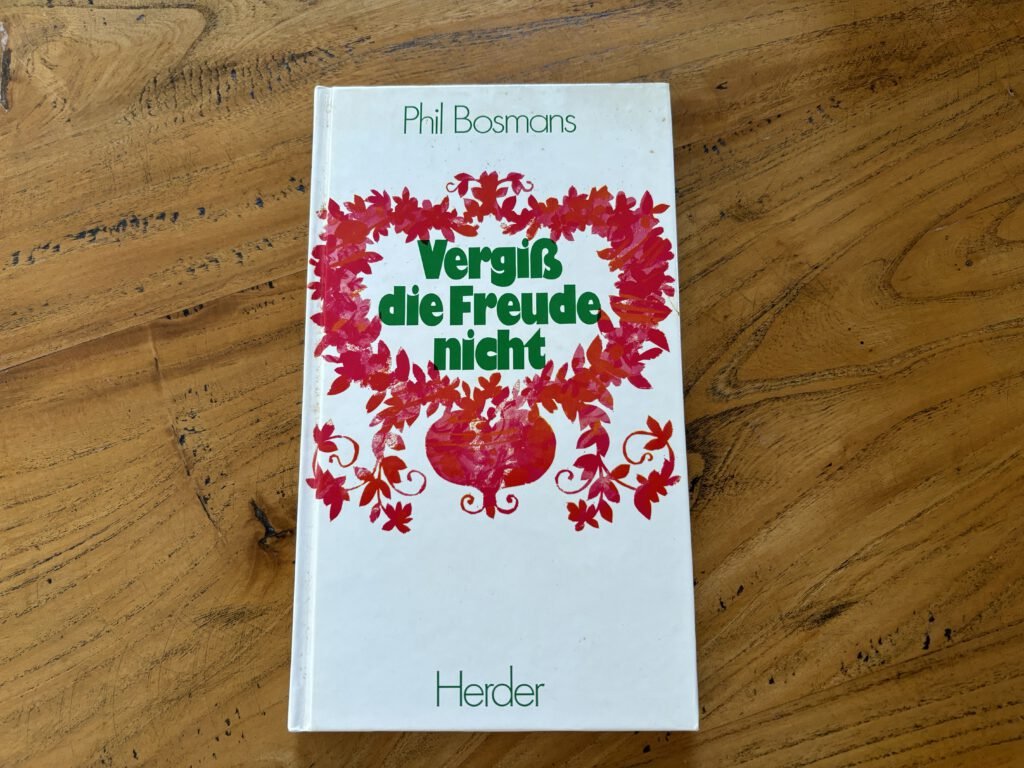 Phil Bosmans
Vergiß
die Freude
nicht
Herder